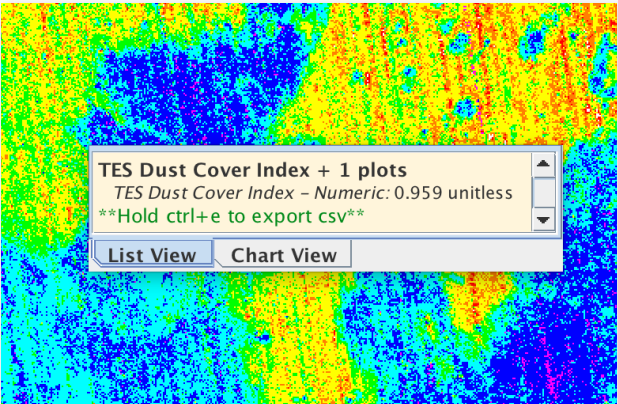 TES Dust Cover Index + 1 plots
TES Dust Cover Index – Numeric: 0.959 unitless
**Hold ctrl+e to export csv**
List View Chart View